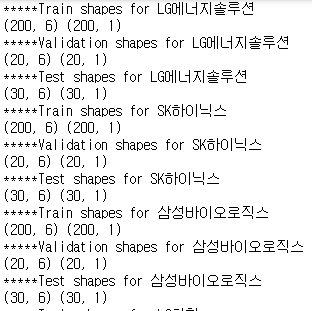 *****Train shapes for LG에너지솔루션
(200, 6) (200, 1)
*****Validation shapes for LG에너지솔루션
(20, 6) (20, 1)
*****Test shapes for LG에너지솔루션
(30, 6) (30, 1)
*****Train shapes for SK하이닉스
(200, 6) (200, 1)
*****Validation shapes for SK하이닉스
(20, 6) (20, 1)
*****Test shapes for SK하이닉스
(30, 6) (30, 1)
*****Train shapes for 삼성바이오로직스
(200, 6) (200, 1)
*****Validation shapes for 삼성바이오로직스
(20, 6) (20, 1)
*****Test shapes for 삼성바이오로직스
(30, 6) (30, 1)